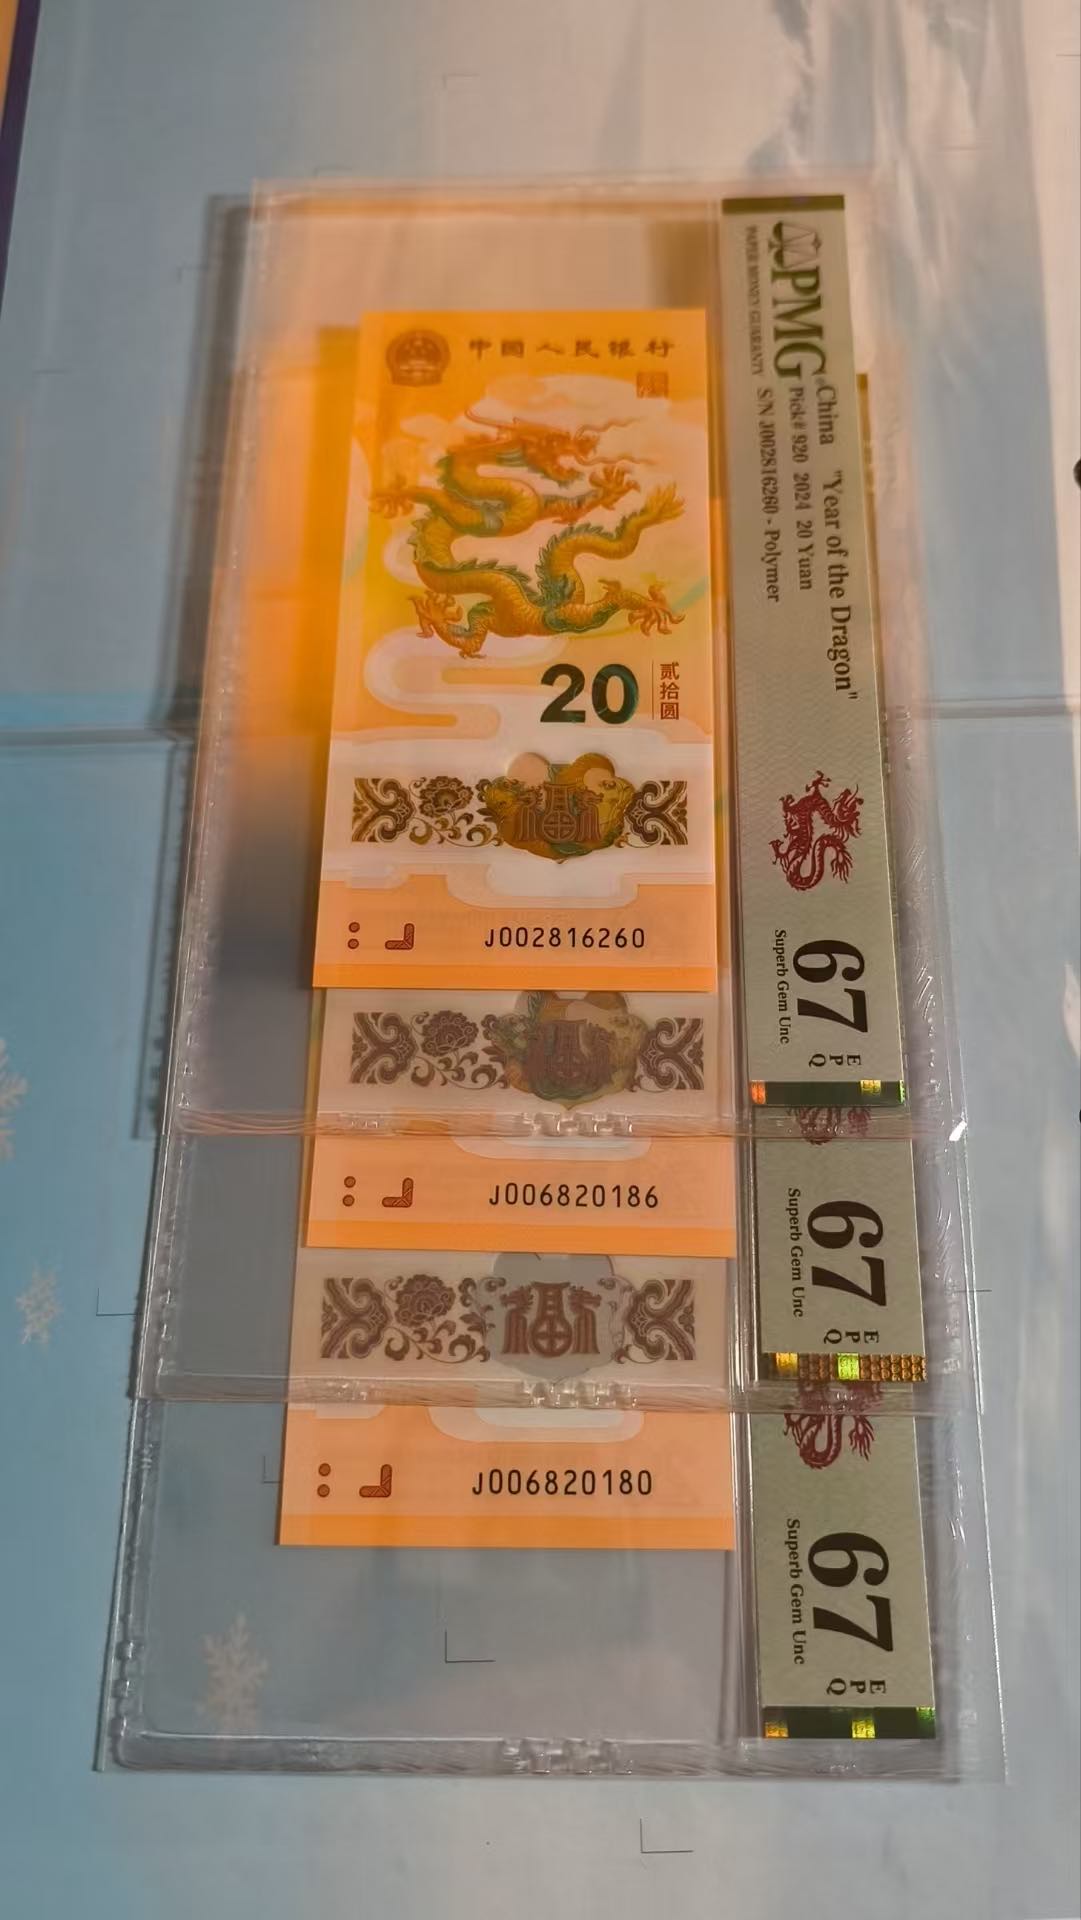 中国人民银行
20
贰拾圆
福
J002816260
PMG
PAPER MONEY GUARANTY
China "Year of the Dragon"
Pick# 920 2024 20 Yuan
S/N J002816260 - Polymer
67 EPQ
Superb Gem Unc
J006820186
67 EPQ
Superb Gem Unc
福
J006820180
67 EPQ
Superb Gem Unc